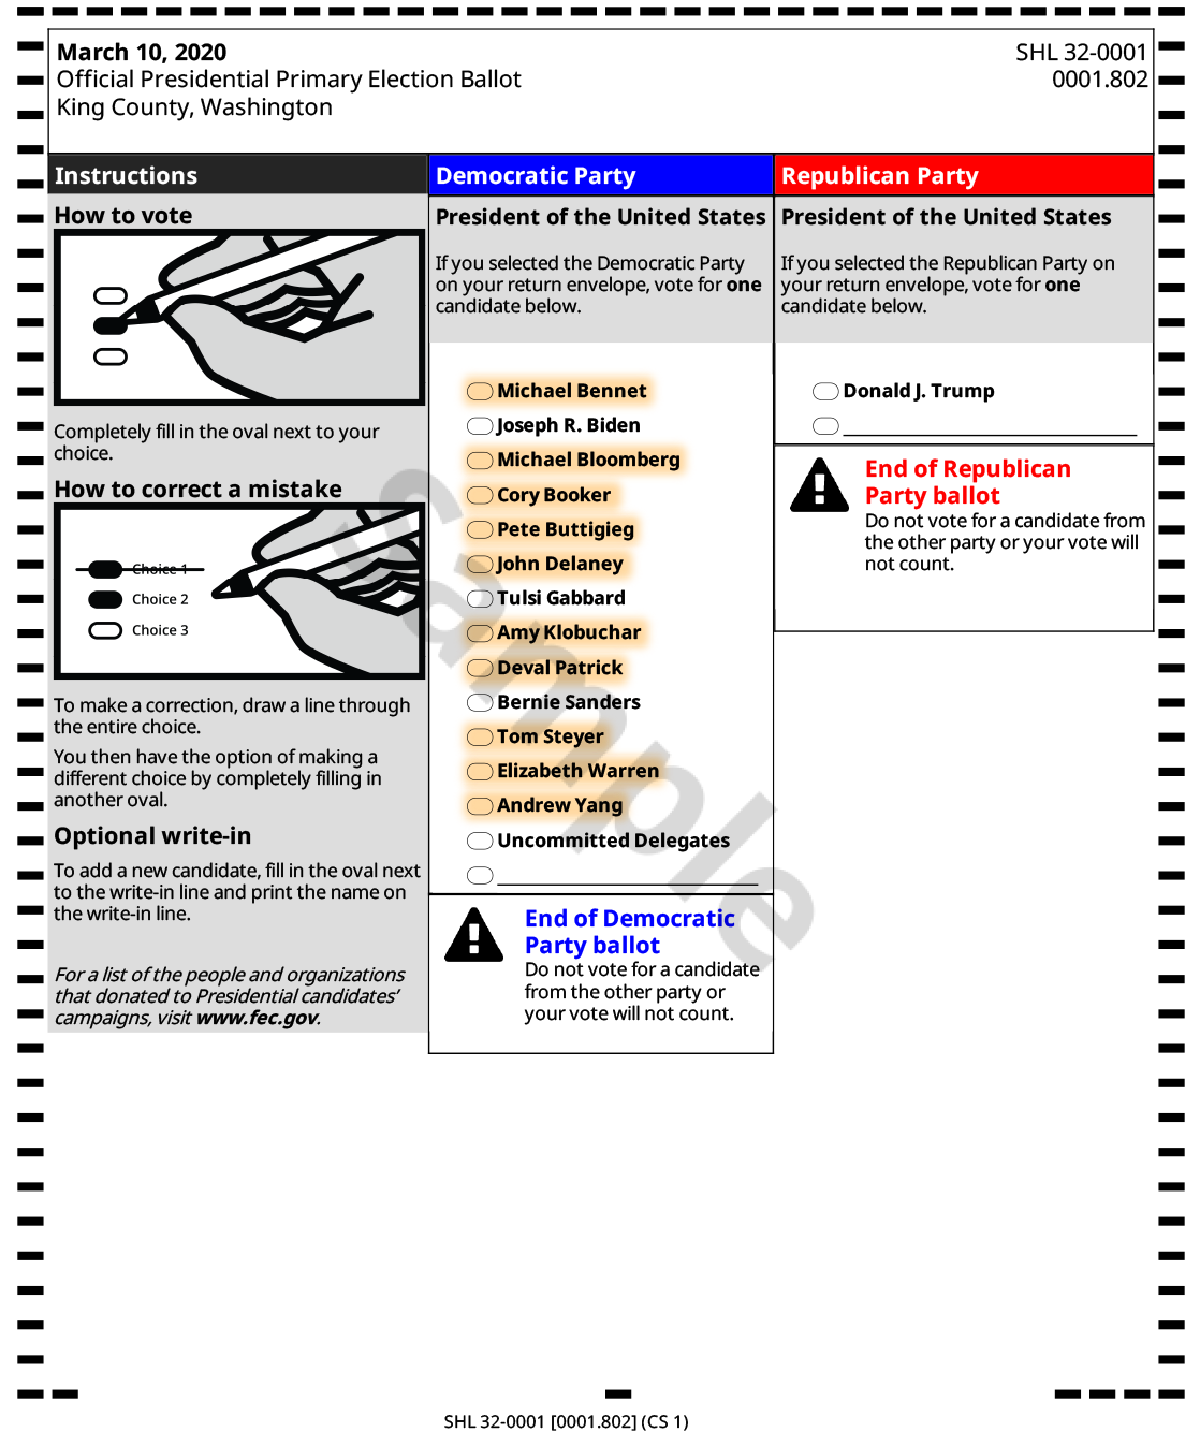 March 10, 2020
Official Presidential Primary Election Ballot
King County, Washington
SHL 32-0001
0001.802
Instructions
How to vote
Completely fill in the oval next to your
choice.
How to correct a mistake
Choice 1
Choice 2
Choice 3
To make a correction, draw a line through
the entire choice.
You then have the option of making a
different choice by completely filling in
another oval.
Optional write-in
To add a new candidate, fill in the oval next
to the write-in line and print the name on
the write-in line.
For a list of the people and organizations
that donated to Presidential candidates'
campaigns, visit www.fec.gov.
Democratic Party
President of the United States
If you selected the Democratic Party
on your return envelope, vote for one
candidate below.
Michael Bennet
Joseph R. Biden
Michael Bloomberg
Cory Booker
Pete Buttigieg
John Delaney
Tulsi Gabbard
Amy Klobuchar
Deval Patrick
Bernie Sanders
Tom Steyer
Elizabeth Warren
Andrew Yang
Uncommitted Delegates
End of Democratic
Party ballot
Do not vote for a candidate
from the other party or
your vote will not count.
Republican Party
President of the United States
If you selected the Republican Party on
your return envelope, vote for one
candidate below.
Donald J. Trump
End of Republican
Party ballot
Do not vote for a candidate from
the other party or your vote will
not count.
Sample
SHL 32-0001 [0001.802] (CS 1)